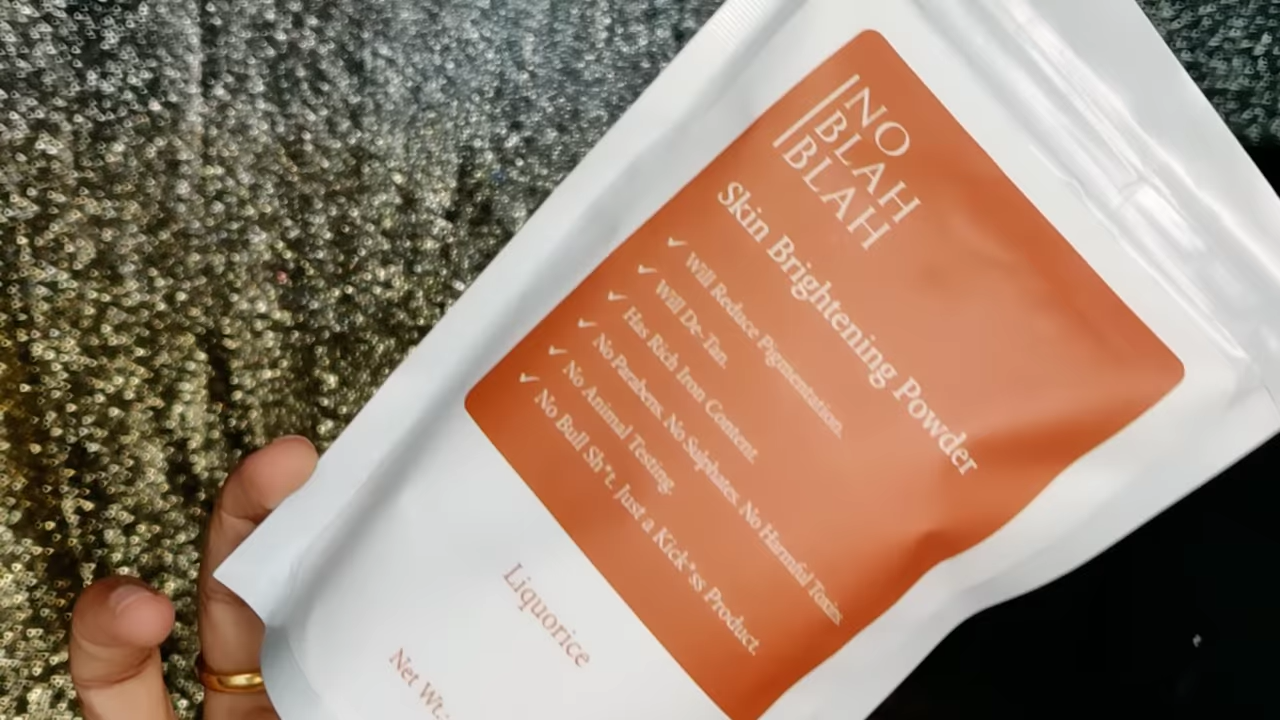 NO
BLAH
BLAH
Skin Brightening Powder
✓ Will Reduce Pigmentation.
✓ Will De-Tan.
✓ Has Rich Iron Content.
✓ No Parabens. No Sulphates. No Harmful Toxins.
✓ No Animal Testing.
✓ No Bull Sh*t. Just a Kick*ss Product.
Liquorice
Net Wt.: